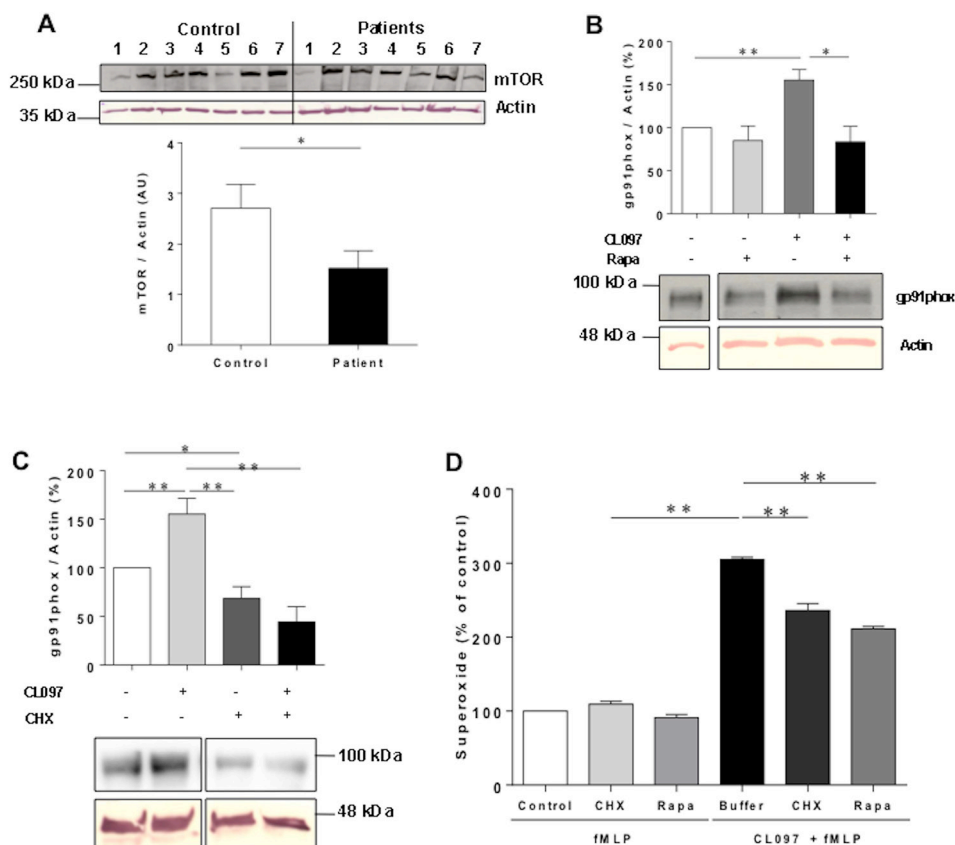 A
Control Patients
1 2 3 4 5 6 7 1 2 3 4 5 6 7
250 kDa mTOR
35 kDa Actin
mTOR / Actin (AU)
4
3
2
1
0
*
Control Patient
B
gp91phox / Actin (%)
200
150
100
50
0
** *
CL097 - - + +
Rapa - + - +
100 kDa gp91phox
48 kDa Actin
C
gp91phox / Actin (%)
200
150
100
50
0
*
**
** **
CL097 - + - +
CHX - - + +
100 kDa
48 kDa
D
Superoxide (% of control)
400
300
200
100
0
**
** **
Control CHX Rapa Buffer CHX Rapa
fMLP CL097 + fMLP